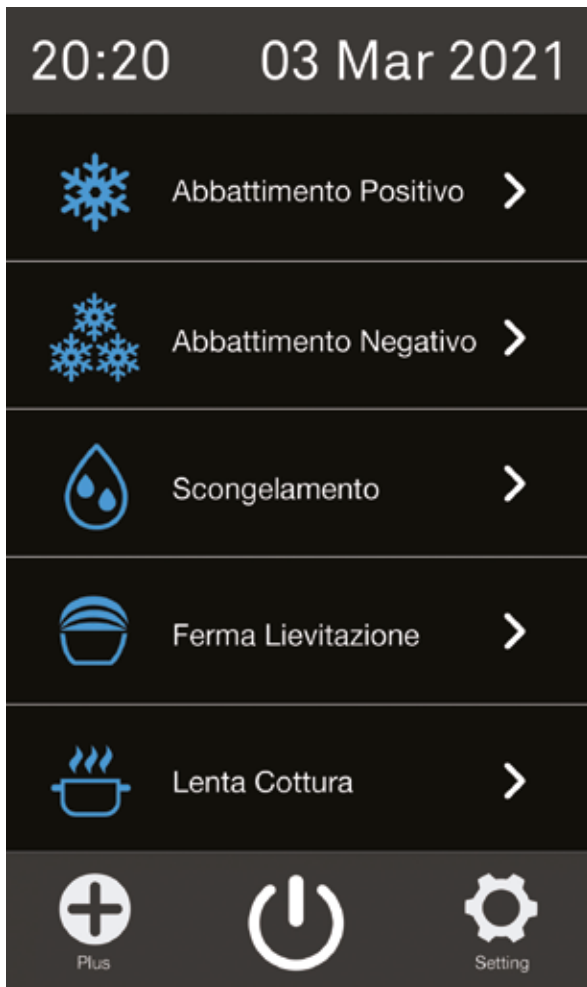 20:20 03 Mar 2021
Abbattimento Positivo
Abbattimento Negativo
Scongelamento
Ferma Lievitazione
Lenta Cottura
Plus Setting